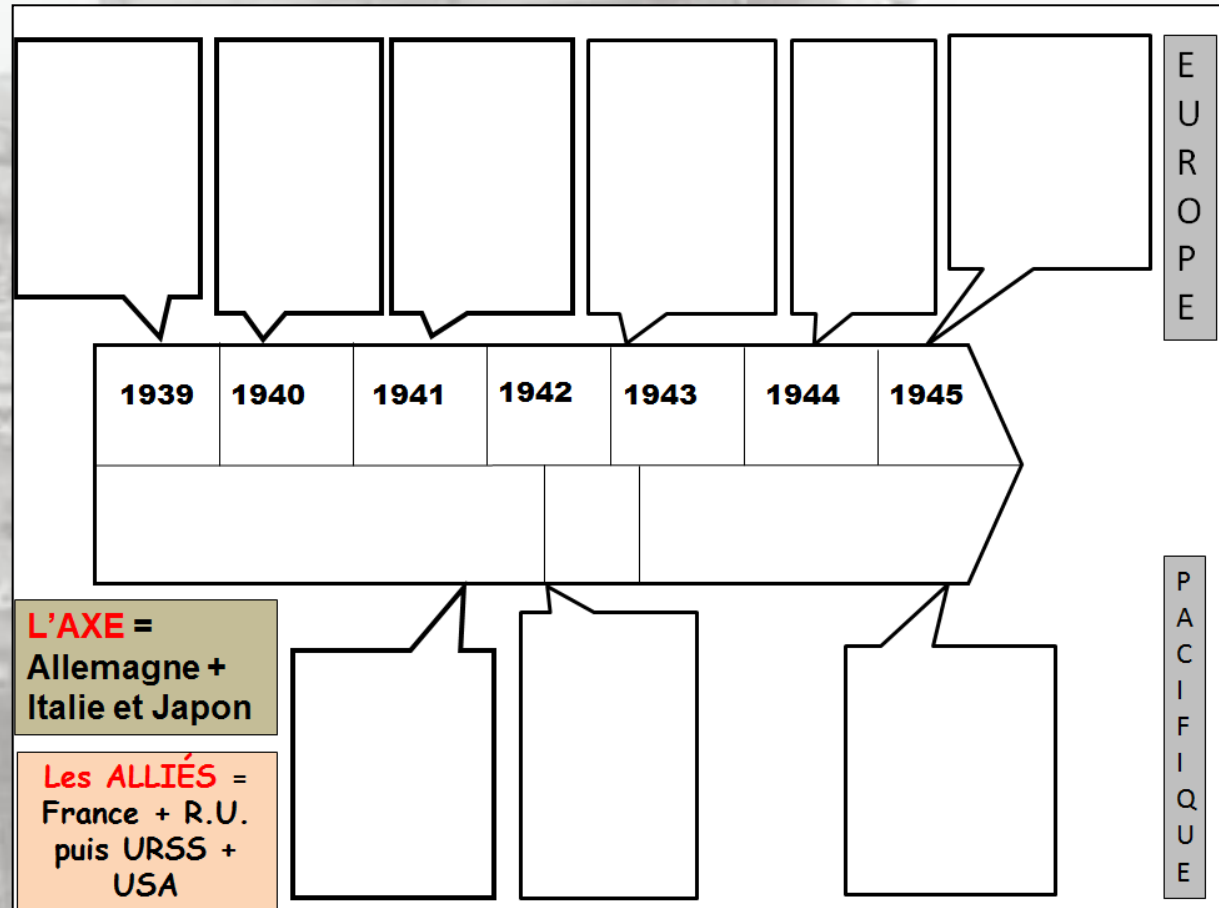 E
U
R
O
P
E
1939 1940 1941 1942 1943 1944 1945
L'AXE =
Allemagne +
Italie et Japon
Les ALLIÉS =
France + R.U.
puis URSS +
USA
P
A
C
I
F
I
Q
U
E